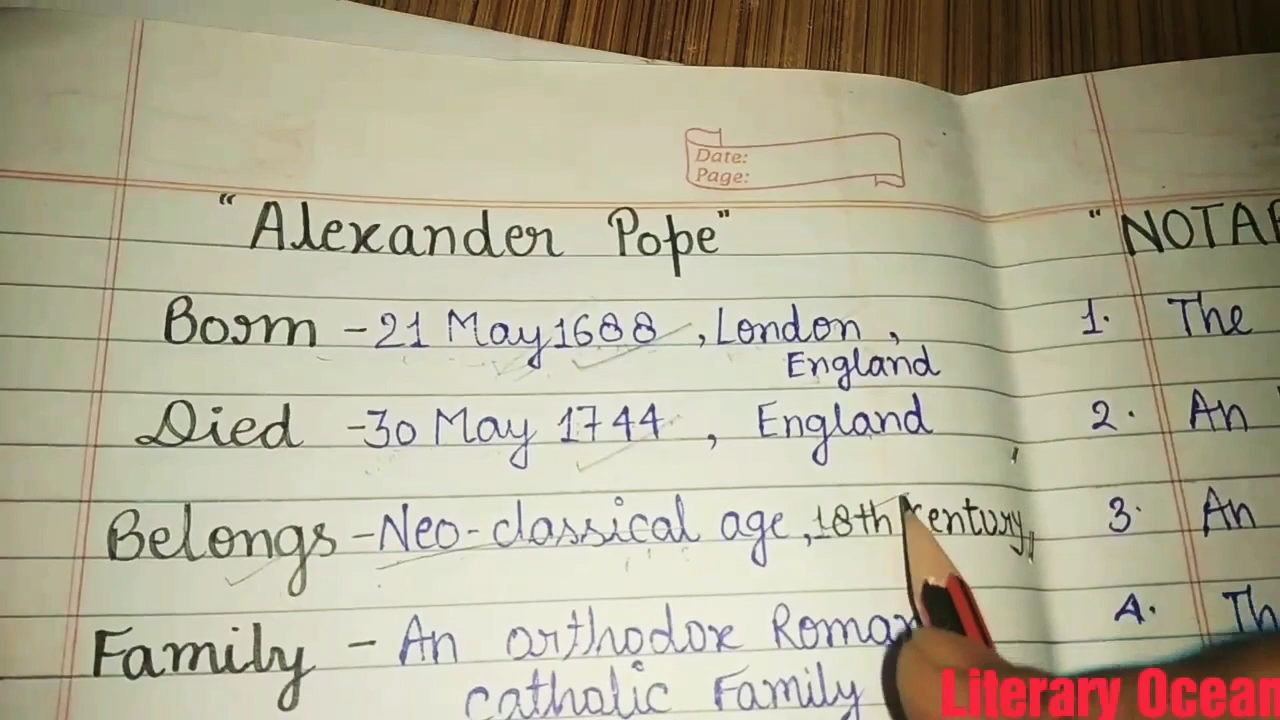 Date:
Page:
"Alexander Pope"
Born - 21 May 1688, London,
England
Died - 30 May 1744, England
Belongs - Neo-classical age, 18th century,
Family - An orthodox Roman
catholic Family
"NOTA
1. The
2. An
3. An
4. Th
Literary Ocean